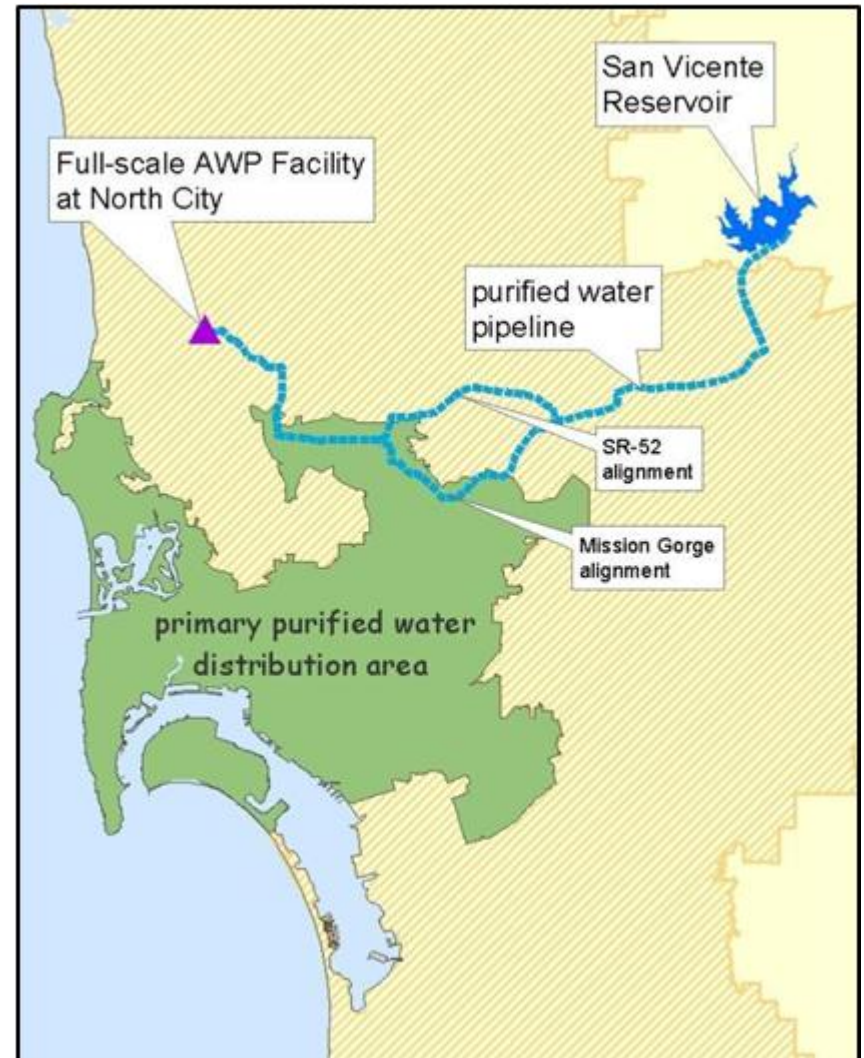 San Vicente
Reservoir
Full-scale AWP Facility
at North City
purified water
pipeline
SR-52
alignment
Mission Gorge
alignment
primary purified water
distribution area